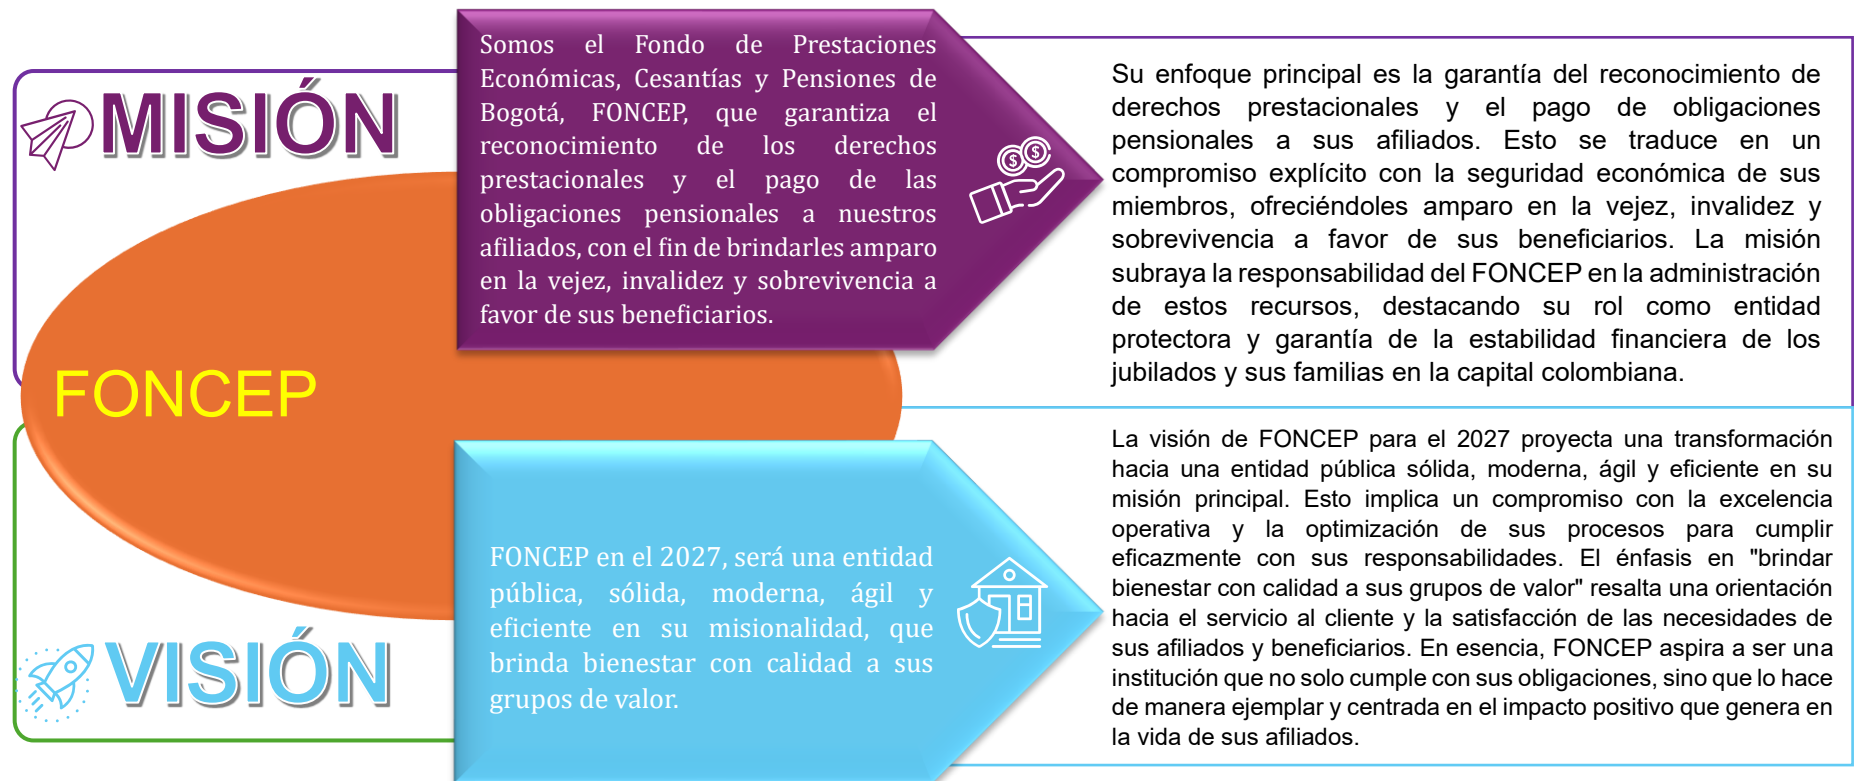 MISIÓN
Somos el Fondo de Prestaciones
Económicas, Cesantías y Pensiones de
Bogotá, FONCEP, que garantiza el
reconocimiento de los derechos
prestacionales y el pago de las
obligaciones pensionales a nuestros
afiliados, con el fin de brindarles amparo
en la vejez, invalidez y sobrevivencia a
favor de sus beneficiarios.
Su enfoque principal es la garantía del reconocimiento de
derechos prestacionales y el pago de obligaciones
pensionales a sus afiliados. Esto se traduce en un
compromiso explícito con la seguridad económica de sus
miembros, ofreciéndoles amparo en la vejez, invalidez y
sobrevivencia a favor de sus beneficiarios. La misión
subraya la responsabilidad del FONCEP en la administración
de estos recursos, destacando su rol como entidad
protectora y garantía de la estabilidad financiera de los
jubilados y sus familias en la capital colombiana.
FONCEP
VISIÓN
FONCEP en el 2027, será una entidad
pública, sólida, moderna, ágil y
eficiente en su misionalidad, que
brinda bienestar con calidad a sus
grupos de valor.
La visión de FONCEP para el 2027 proyecta una transformación
hacia una entidad pública sólida, moderna, ágil y eficiente en su
misión principal. Esto implica un compromiso con la excelencia
operativa y la optimización de sus procesos para cumplir
eficazmente con sus responsabilidades. El énfasis en "brindar
bienestar con calidad a sus grupos de valor" resalta una orientación
hacia el servicio al cliente y la satisfacción de las necesidades de
sus afiliados y beneficiarios. En esencia, FONCEP aspira a ser una
institución que no solo cumple con sus obligaciones, sino que lo hace
de manera ejemplar y centrada en el impacto positivo que genera en
la vida de sus afiliados.